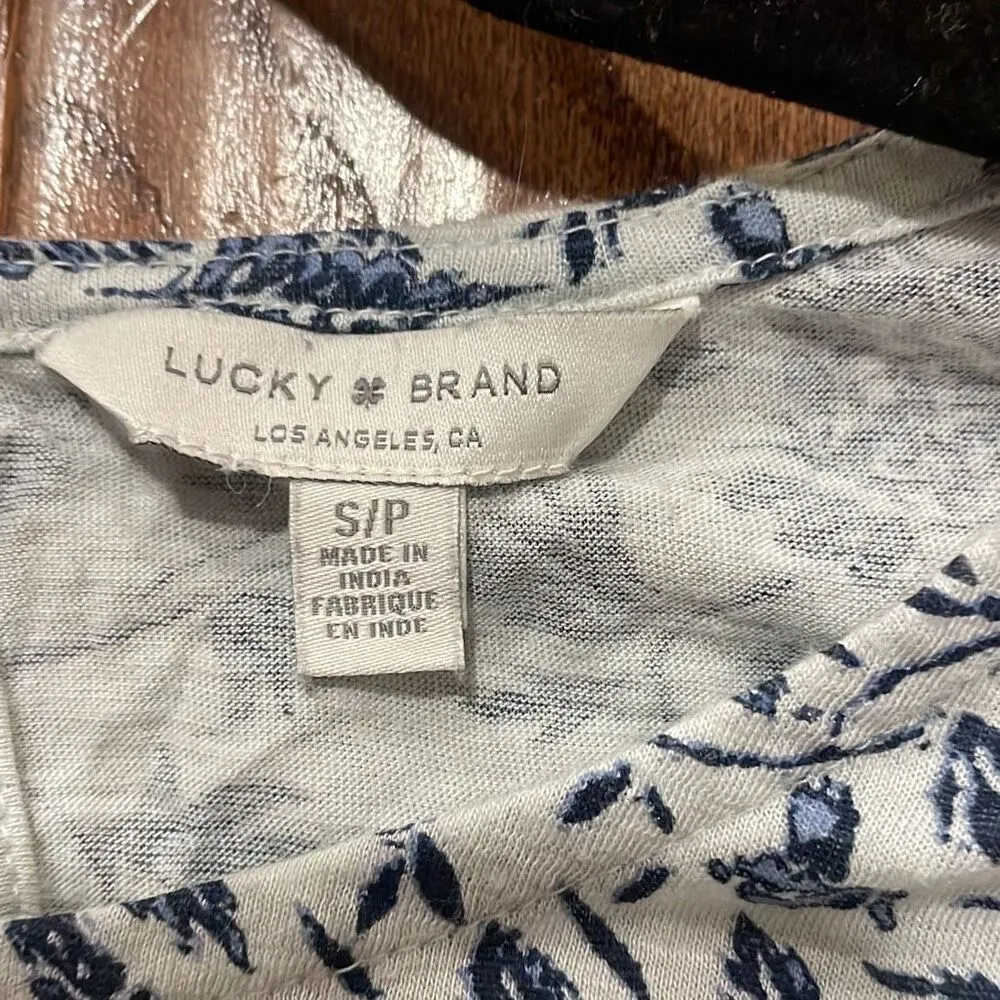 LUCKY BRAND
LOS ANGELES, CA
S/P
MADE IN
INDIA
FABRIQUE
EN INDE